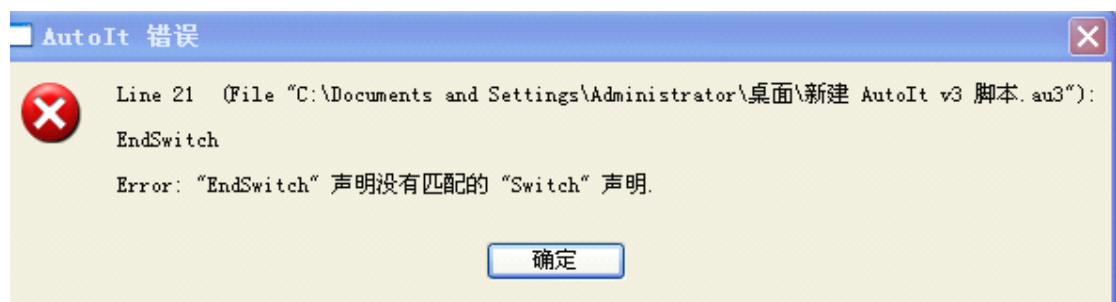 AutoIt 错误
Line 21 (File "C:\Documents and Settings\Administrator\桌面\新建 AutoIt v3 脚本.au3"):
EndSwitch
Error: "EndSwitch" 声明没有匹配的 "Switch" 声明.
确定